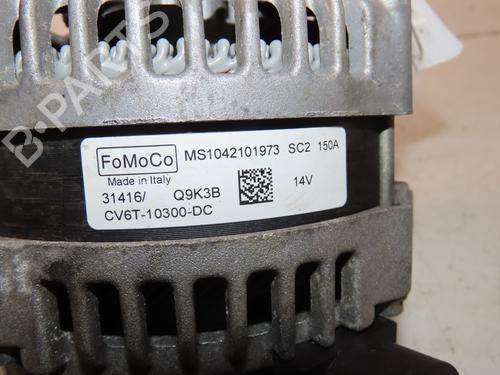 B-PARTS
FoMoCo MS1042101973 SC2 150A
Made in Italy
31416/ Q9K3B 14V
CV6T-10300-DC